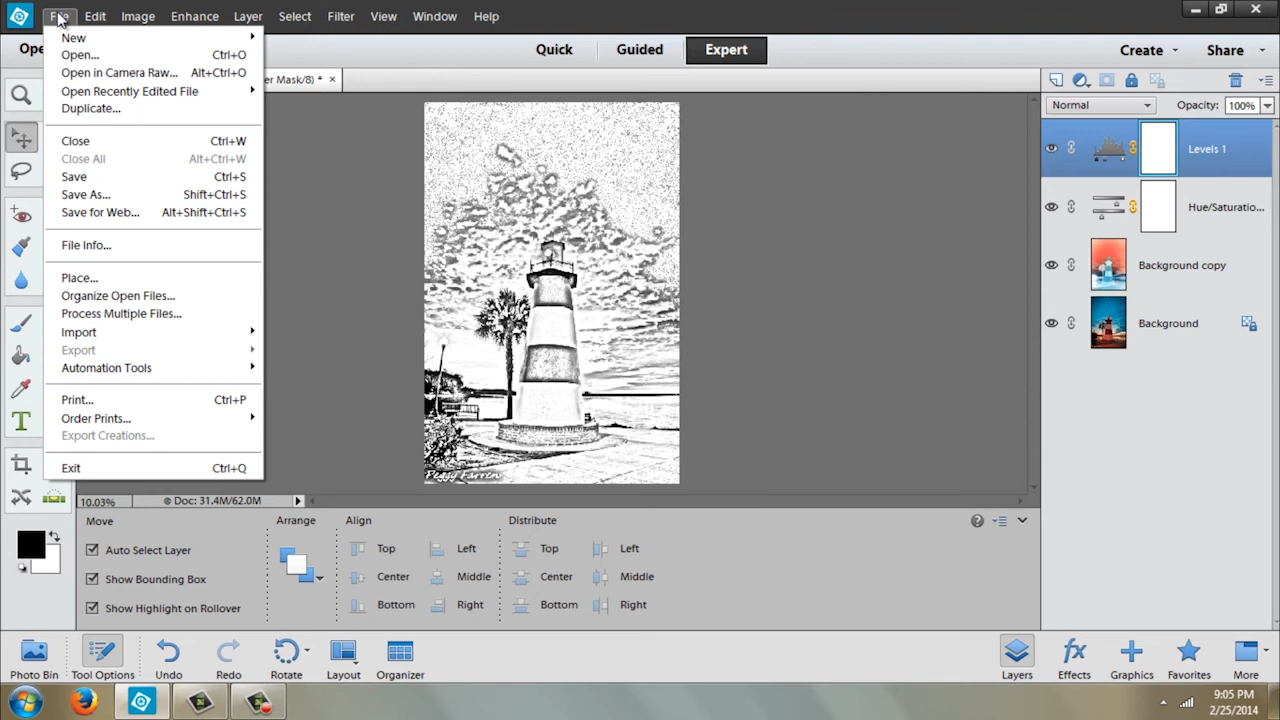 File Edit Image Enhance Layer Select Filter View Window Help
Ope
Quick Guided Expert Create Share
er Mask/8) * ×
New
Open... Ctrl+O
Open in Camera Raw... Alt+Ctrl+O
Open Recently Edited File
Duplicate...
Close Ctrl+W
Close All Alt+Ctrl+W
Save Ctrl+S
Save As... Shift+Ctrl+S
Save for Web... Alt+Shift+Ctrl+S
File Info...
Place...
Organize Open Files...
Process Multiple Files...
Import
Export
Automation Tools
Print... Ctrl+P
Order Prints...
Export Creations...
Exit Ctrl+Q
Normal Opacity: 100%
Levels 1
Hue/Saturatio...
Background copy
Background
Peggy Farren
10.03% Doc: 31.4M/62.0M
Move Arrange Align Distribute
Auto Select Layer Top Left Top Left
Show Bounding Box Center Middle Center Middle
Show Highlight on Rollover Bottom Right Bottom Right
Photo Bin Tool Options Undo Redo Rotate Layout Organizer Layers Effects Graphics Favorites More
9:05 PM
2/25/2014